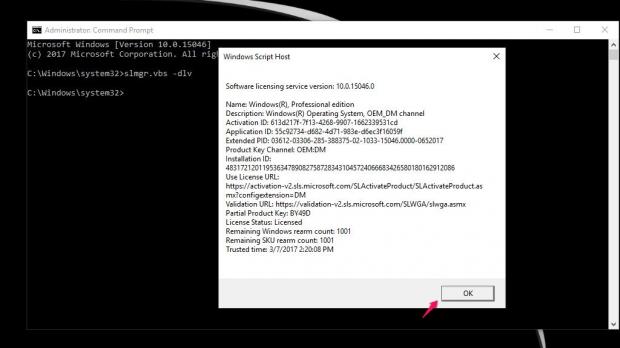 Administrator: Command Prompt
Microsoft Windows [Version 10.0.15046]
(c) 2017 Microsoft Corporation. All rig
C:\Windows\system32>slmgr.vbs -dlv
C:\Windows\system32>
Windows Script Host
Software licensing service version: 10.0.15046.0
Name: Windows(R), Professional edition
Description: Windows(R) Operating System, OEM_DM channel
Activation ID: 613d217f-7f13-4268-9907-1662339531cd
Application ID: 55c92734-d682-4d71-983e-d6ec3f16059f
Extended PID: 03612-03306-285-388375-02-1033-15046.0000-0652017
Product Key Channel: OEM:DM
Installation ID:
483172120119536347890827587283431045724066683426580180162912086
Use License URL:
https://activation-v2.sls.microsoft.com/SLActivateProduct/SLActivateProduct.as
mx?configextension=DM
Validation URL: https://validation-v2.sls.microsoft.com/SLWGA/slwga.asmx
Partial Product Key: BY49D
License Status: Licensed
Remaining Windows rearm count: 1001
Remaining SKU rearm count: 1001
Trusted time: 3/7/2017 2:20:08 PM
OK